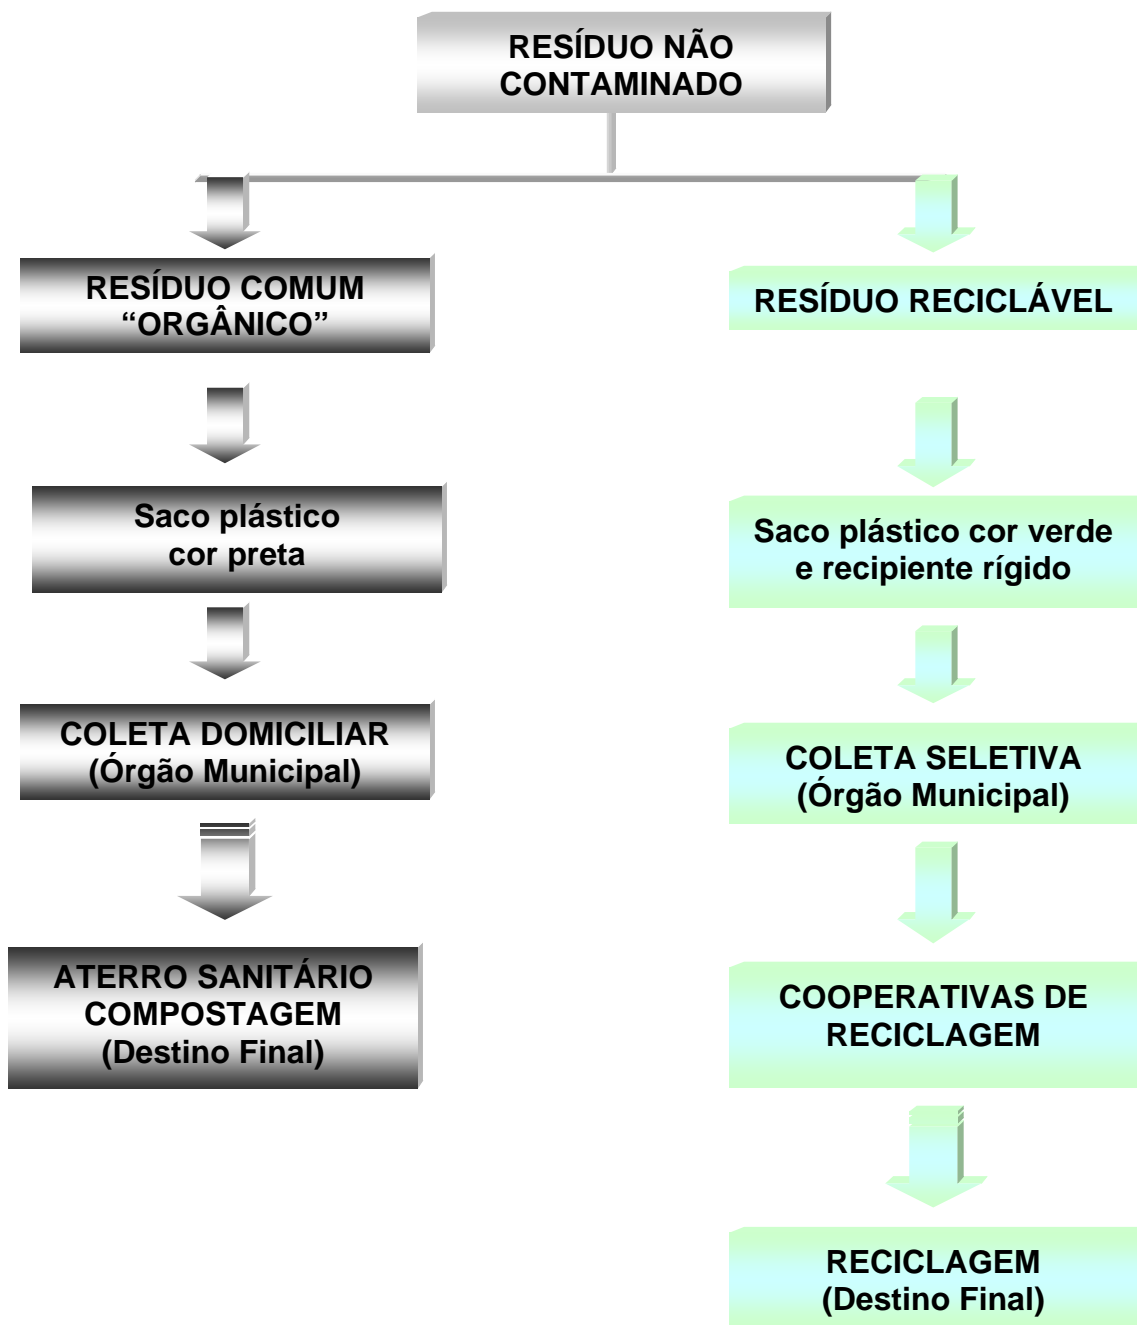 RESÍDUO NÃO
CONTAMINADO
RESÍDUO COMUM
“ORGÂNICO”
Saco plástico
cor preta
COLETA DOMICILIAR
(Órgão Municipal)
ATERRO SANITÁRIO
COMPOSTAGEM
(Destino Final)
RESÍDUO RECICLÁVEL
Saco plástico cor verde
e recipiente rígido
COLETA SELETIVA
(Órgão Municipal)
COOPERATIVAS DE
RECICLAGEM
RECICLAGEM
(Destino Final)